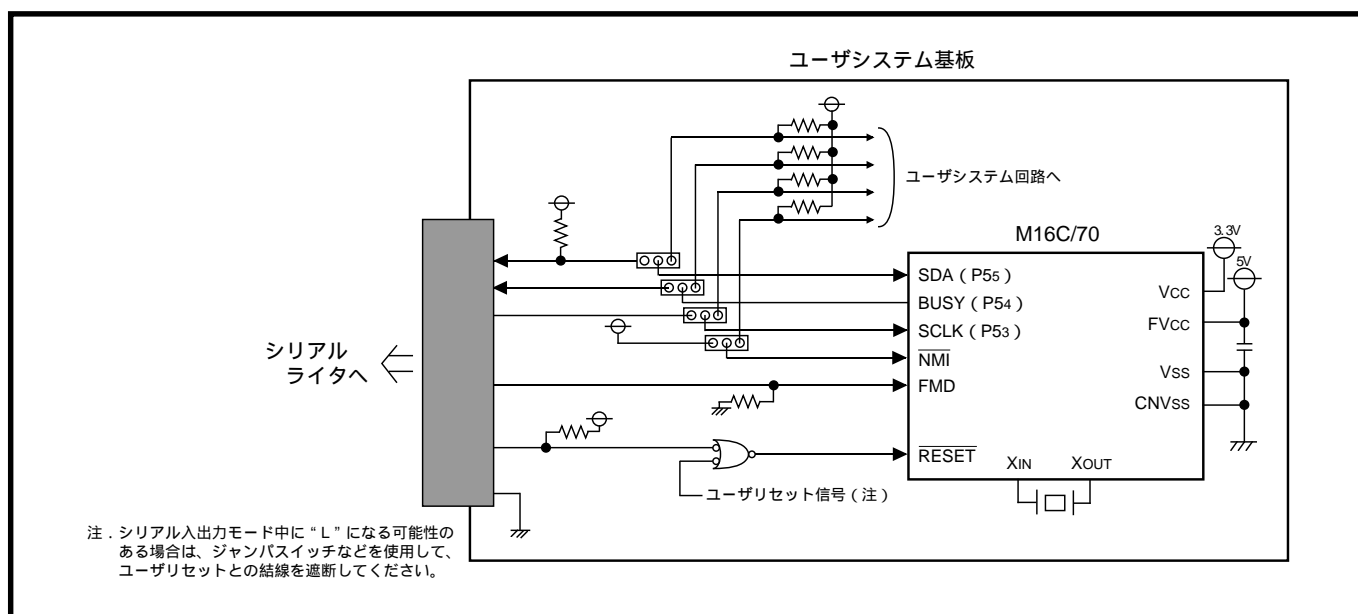 ユーザシステム基板
ユーザシステム回路へ
M16C/70
3.3V
5V
SDA（P55）
BUSY（P54）
SCLK（P53）
NMI
FMD
RESET
VCC
FVCC
VSS
CNVSS
XIN
XOUT
シリアル
ライタへ
ユーザリセット信号（注）
注．シリアル入出力モード中に“L”になる可能性の
ある場合は、ジャンパスイッチなどを使用して、
ユーザリセットとの結線を遮断してください。